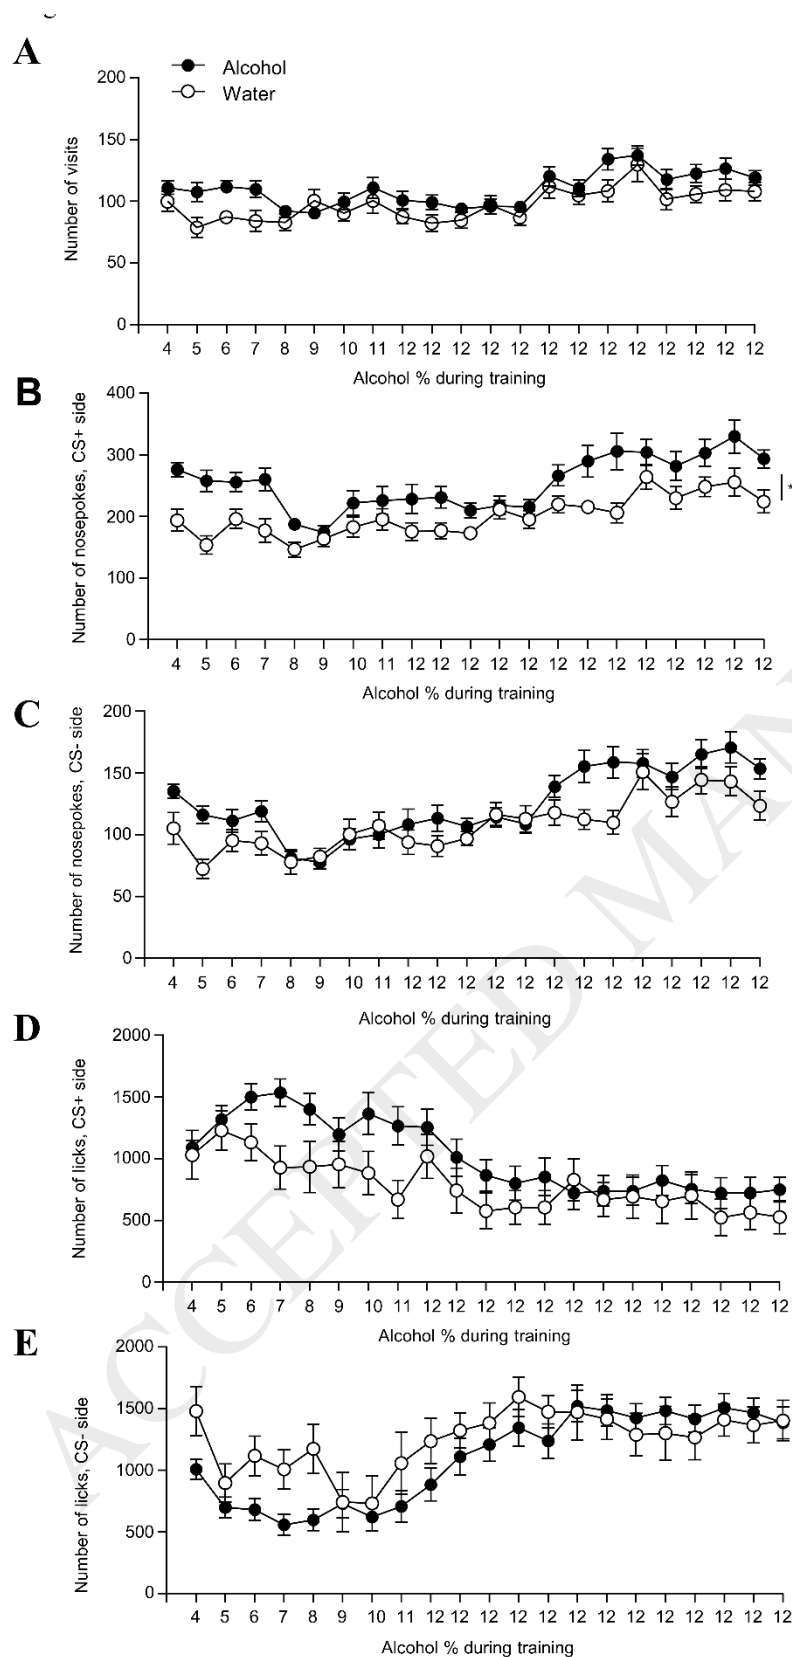 A
Alcohol
Water
200
150
100
50
0
Number of visits
4 5 6 7 8 9 10 11 12 12 12 12 12 12 12 12 12 12 12 12 12
Alcohol % during training
B
400
300
200
100
0
Number of nosepokes, CS+ side
*
4 5 6 7 8 9 10 11 12 12 12 12 12 12 12 12 12 12 12 12 12
Alcohol % during training
C
200
150
100
50
0
Number of nosepokes, CS- side
4 5 6 7 8 9 10 11 12 12 12 12 12 12 12 12 12 12 12 12 12
Alcohol % during training
D
2000
1500
1000
500
0
Number of licks, CS+ side
4 5 6 7 8 9 10 11 12 12 12 12 12 12 12 12 12 12 12 12 12
Alcohol % during training
E
2000
1500
1000
500
0
Number of licks, CS- side
4 5 6 7 8 9 10 11 12 12 12 12 12 12 12 12 12 12 12 12 12
Alcohol % during training
ACCEPTED MAN